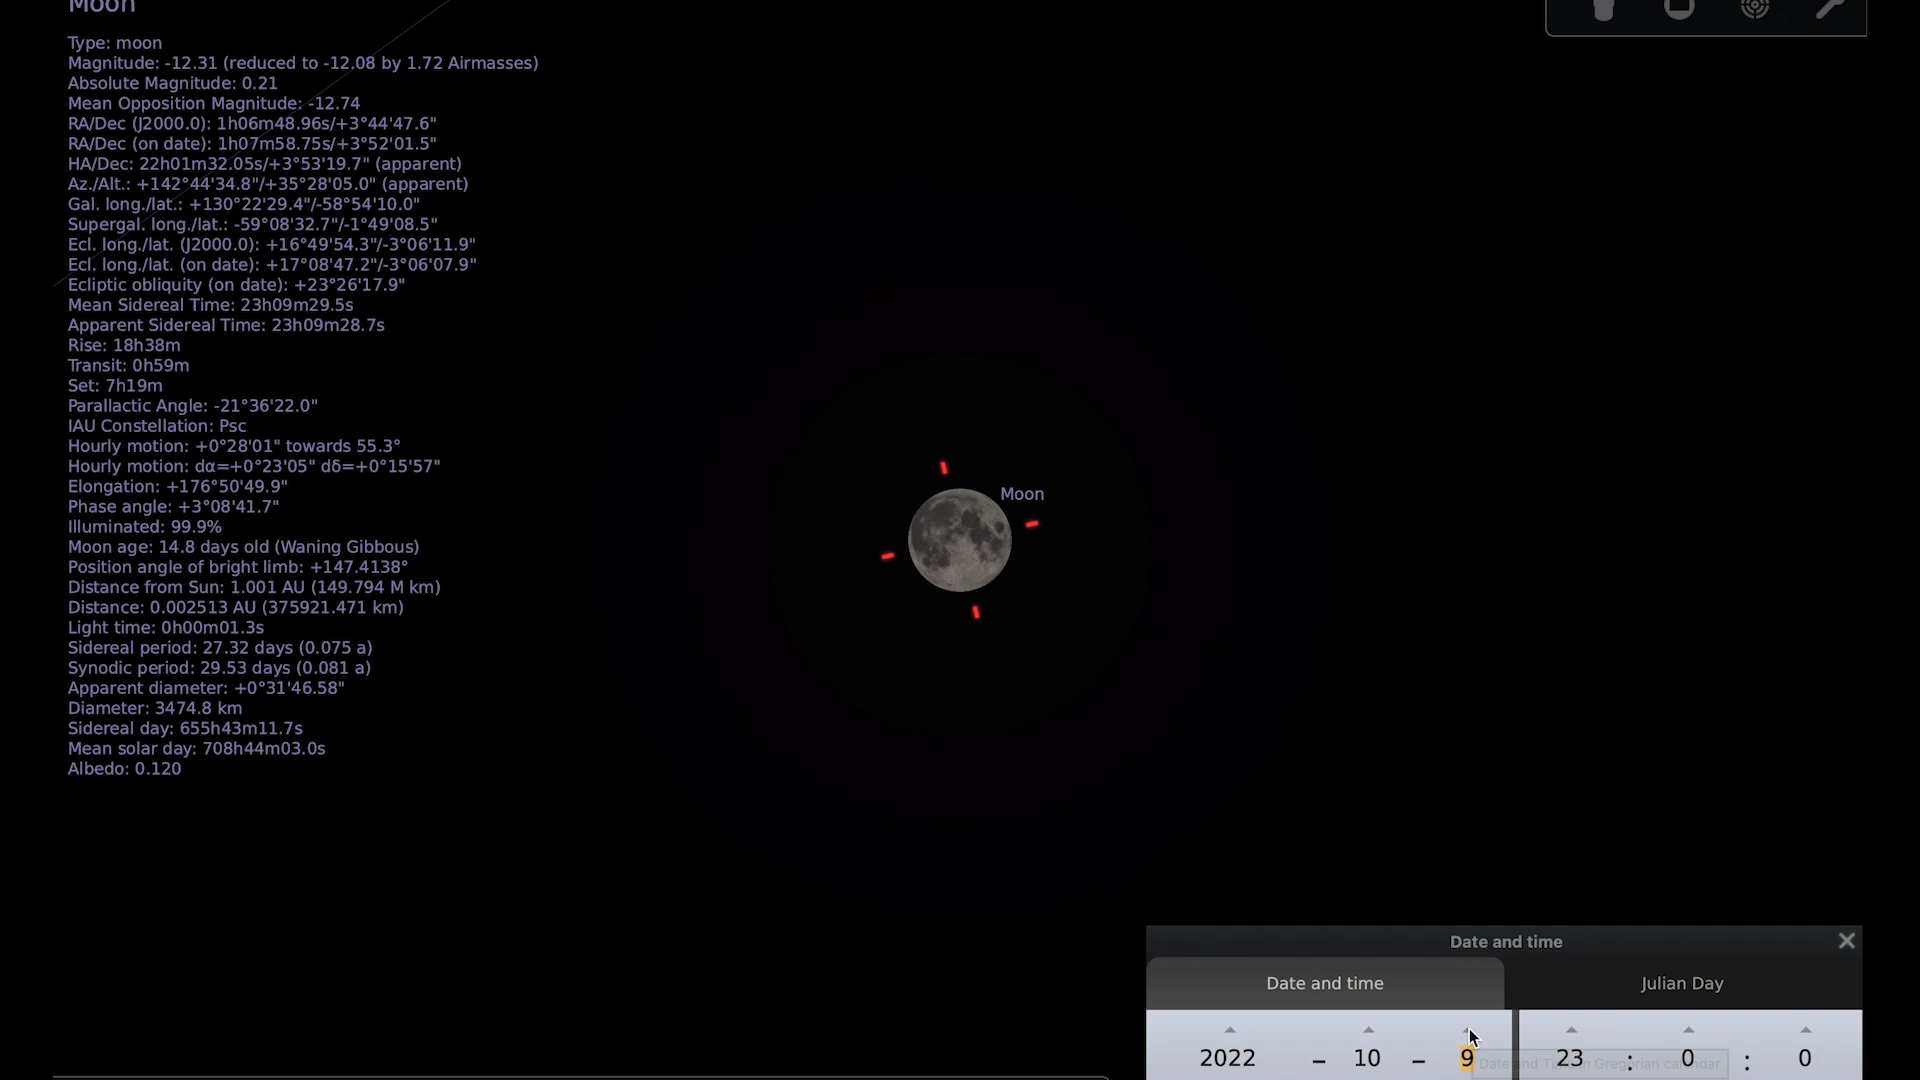 Moon
Type: moon
Magnitude: -12.31 (reduced to -12.08 by 1.72 Airmasses)
Absolute Magnitude: 0.21
Mean Opposition Magnitude: -12.74
RA/Dec (J2000.0): 1h06m48.96s/+3°44'47.6"
RA/Dec (on date): 1h07m58.75s/+3°52'01.5"
HA/Dec: 22h01m32.05s/+3°53'19.7" (apparent)
Az./Alt.: +142°44'34.8"/+35°28'05.0" (apparent)
Gal. long./lat.: +130°22'29.4"/-58°54'10.0"
Supergal. long./lat.: -59°08'32.7"/-1°49'08.5"
Ecl. long./lat. (J2000.0): +16°49'54.3"/-3°06'11.9"
Ecl. long./lat. (on date): +17°08'47.2"/-3°06'07.9"
Ecliptic obliquity (on date): +23°26'17.9"
Mean Sidereal Time: 23h09m29.5s
Apparent Sidereal Time: 23h09m28.7s
Rise: 18h38m
Transit: 0h59m
Set: 7h19m
Parallactic Angle: -21°36'22.0"
IAU Constellation: Psc
Hourly motion: +0°28'01" towards 55.3°
Hourly motion: dα=+0°23'05" dδ=+0°15'57"
Elongation: +176°50'49.9"
Phase angle: +3°08'41.7"
Illuminated: 99.9%
Moon age: 14.8 days old (Waning Gibbous)
Position angle of bright limb: +147.4138°
Distance from Sun: 1.001 AU (149.794 M km)
Distance: 0.002513 AU (375921.471 km)
Light time: 0h00m01.3s
Sidereal period: 27.32 days (0.075 a)
Synodic period: 29.53 days (0.081 a)
Apparent diameter: +0°31'46.58"
Diameter: 3474.8 km
Sidereal day: 655h43m11.7s
Mean solar day: 708h44m03.0s
Albedo: 0.120
Moon
Date and time
Date and time Julian Day
2022 – 10 – 9 23 : 0 : 0
Date and Time in Gregorian calendar